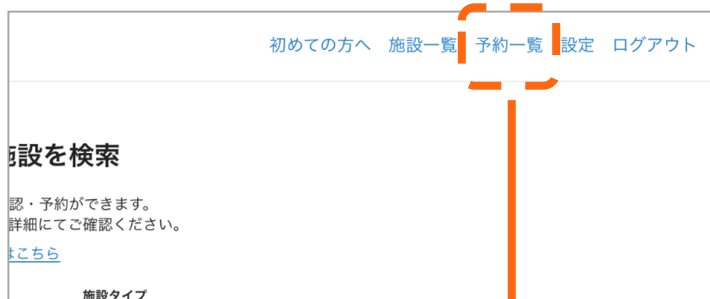 初めての方へ 施設一覧 予約一覧 設定 ログアウト
施設を検索
認・予約ができます。
詳細にてご確認ください。
はこちら
施設タイプ